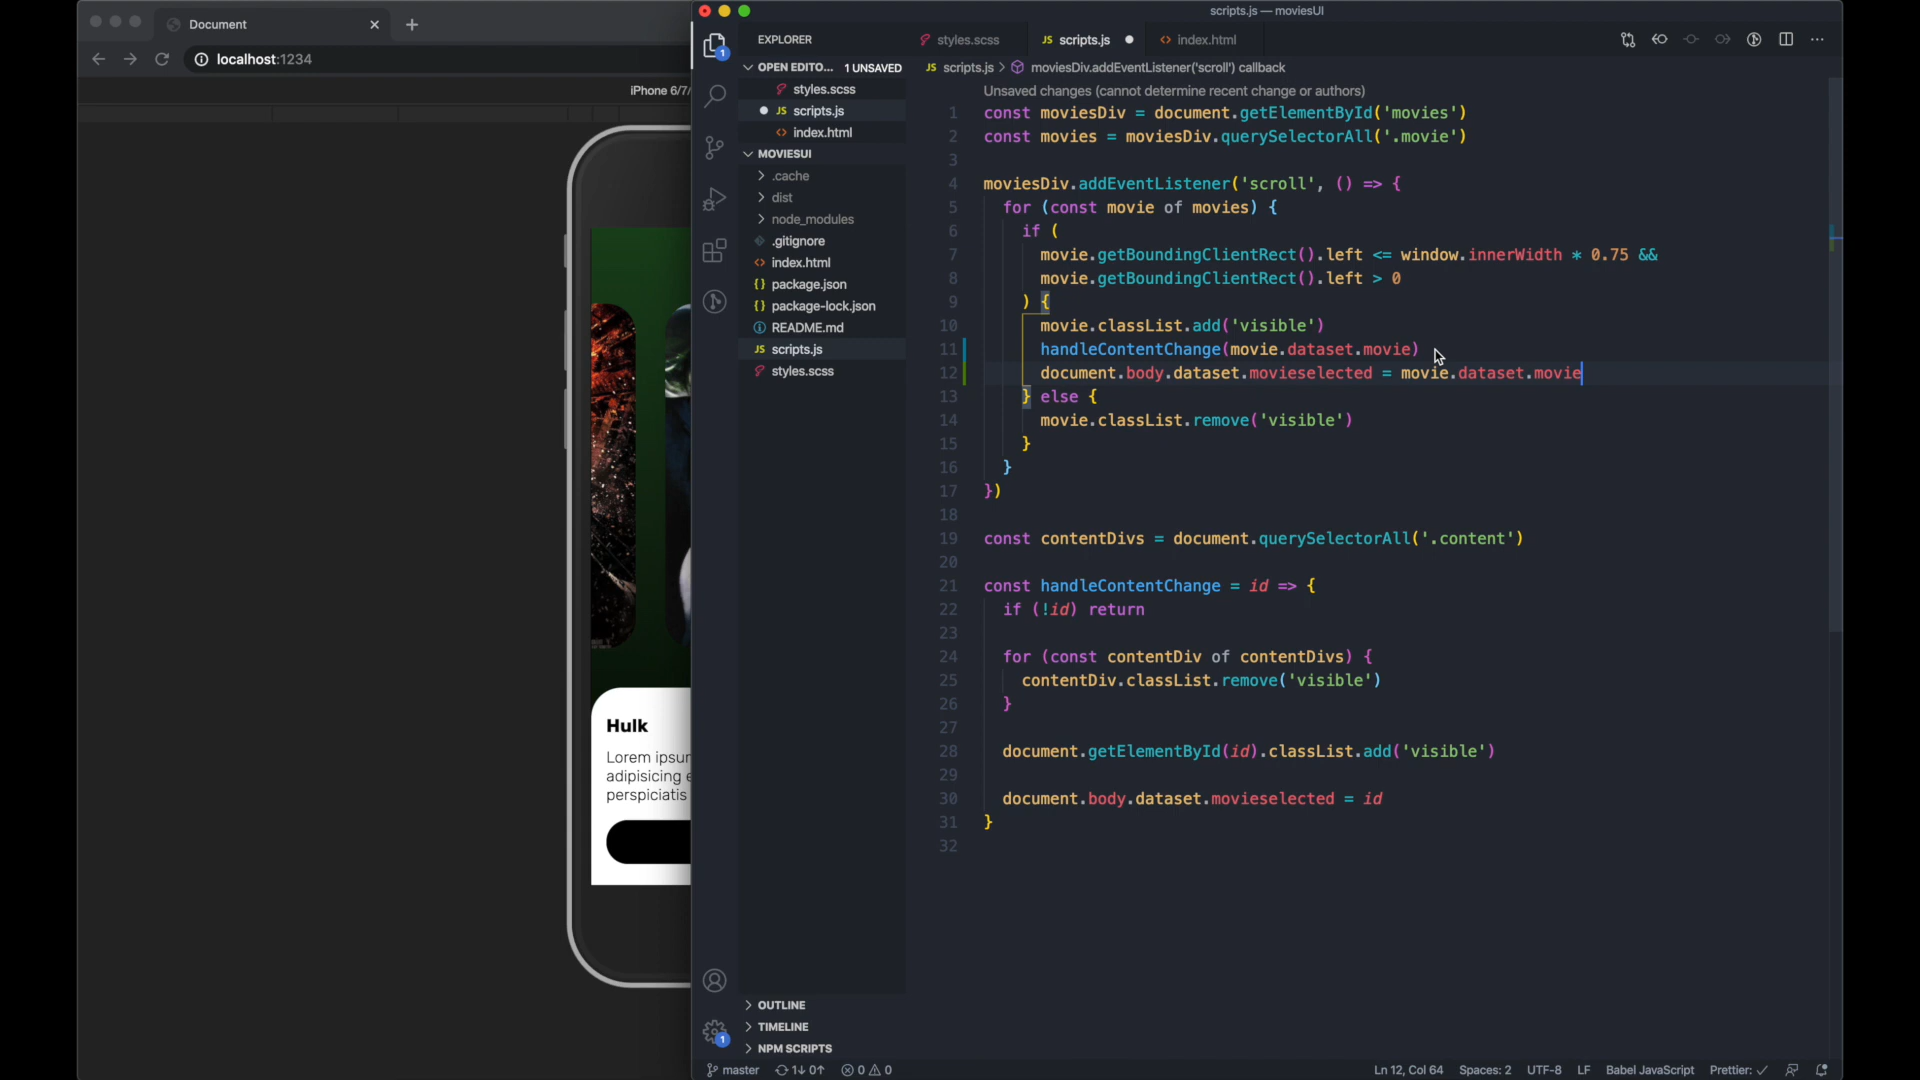 Document
localhost:1234
iPhone 6/7/
Hulk
Lorem ipsur
adipisicing e
perspiciatis
scripts.js — moviesUI
EXPLORER
OPEN EDITO... 1 UNSAVED
styles.scss
JS scripts.js
<> index.html
MOVIESUI
.cache
dist
node_modules
.gitignore
<> index.html
{} package.json
{} package-lock.json
README.md
JS scripts.js
styles.scss
OUTLINE
TIMELINE
NPM SCRIPTS
1
1
styles.scss
JS scripts.js
<> index.html
JS scripts.js > moviesDiv.addEventListener('scroll') callback
Unsaved changes (cannot determine recent change or authors)
1 const moviesDiv = document.getElementById('movies')
2 const movies = moviesDiv.querySelectorAll('.movie')
3
4 moviesDiv.addEventListener('scroll', () => {
5 for (const movie of movies) {
6 if (
7 movie.getBoundingClientRect().left <= window.innerWidth * 0.75 &&
8 movie.getBoundingClientRect().left > 0
9 ) {
10 movie.classList.add('visible')
11 handleContentChange(movie.dataset.movie)
12 document.body.dataset.movieselected = movie.dataset.movie
13 } else {
14 movie.classList.remove('visible')
15 }
16 }
17 })
18
19 const contentDivs = document.querySelectorAll('.content')
20
21 const handleContentChange = id => {
22 if (!id) return
23
24 for (const contentDiv of contentDivs) {
25 contentDiv.classList.remove('visible')
26 }
27
28 document.getElementById(id).classList.add('visible')
29
30 document.body.dataset.movieselected = id
31 }
32
master 1↓ 0↑ 0 0
Ln 12, Col 64 Spaces: 2 UTF-8 LF Babel JavaScript Prettier: ✓